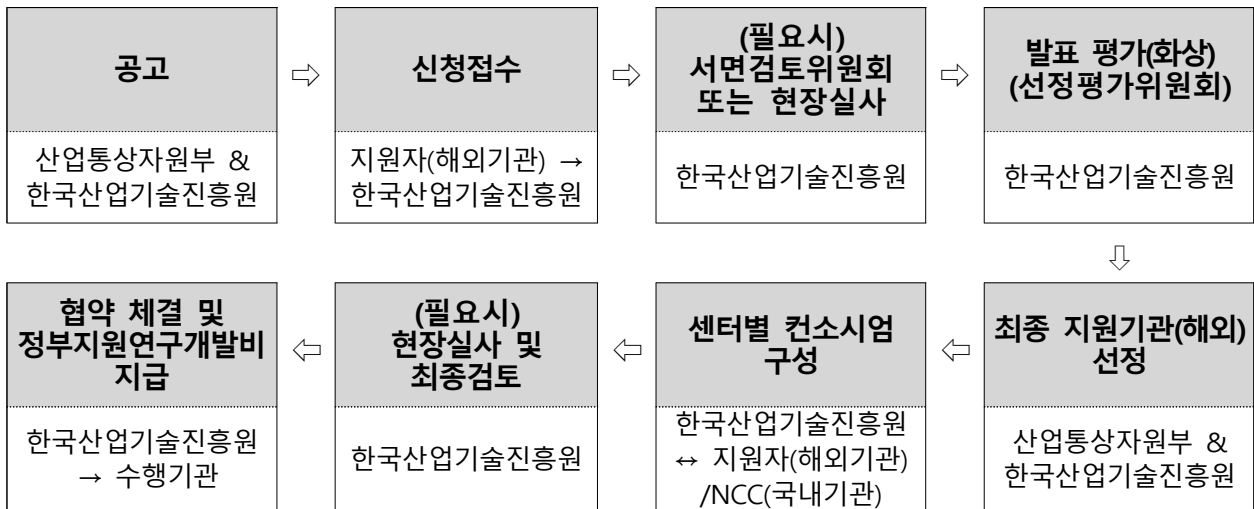 공고
산업통상자원부 &
한국산업기술진흥원
⇨
신청접수
지원자(해외기관) →
한국산업기술진흥원
⇨
(필요시)
서면검토위원회
또는 현장실사
한국산업기술진흥원
⇨
발표 평가(화상)
(선정평가위원회)
한국산업기술진흥원
⇩
최종 지원기관(해외)
선정
산업통상자원부 &
한국산업기술진흥원
⇦
센터별 컨소시엄
구성
한국산업기술진흥원
↔ 지원자(해외기관)
/NCC(국내기관)
⇦
(필요시)
현장실사 및
최종검토
한국산업기술진흥원
⇦
협약 체결 및
정부지원연구개발비
지급
한국산업기술진흥원
→ 수행기관